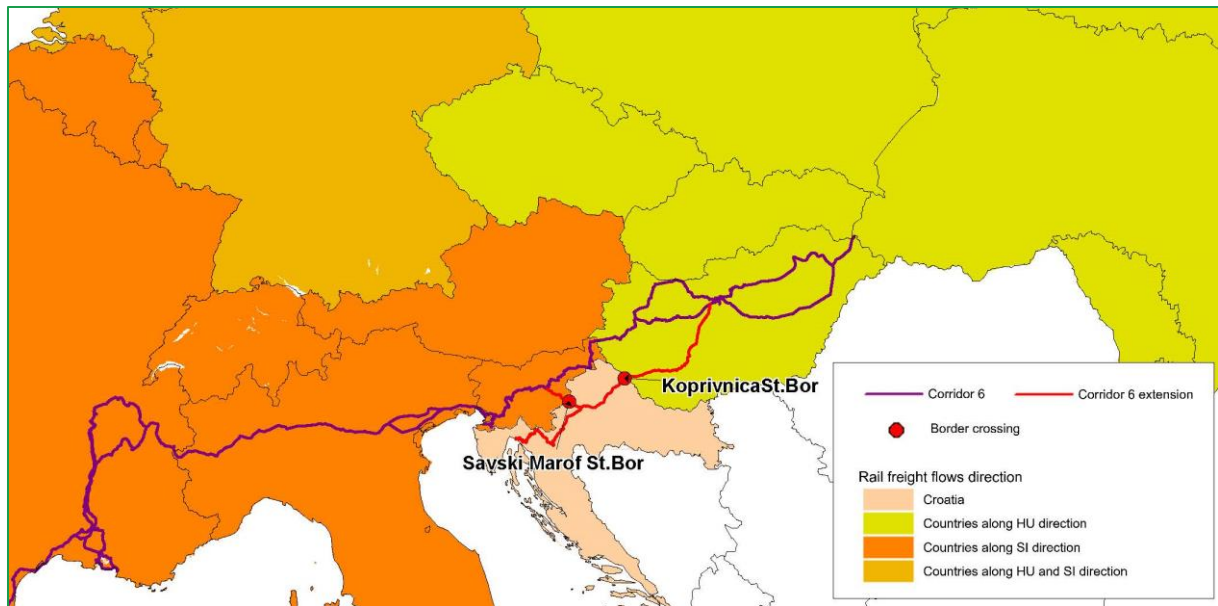 KoprivnicaSt.Bor
Savski Marof St.Bor
Corridor 6
Corridor 6 extension
Border crossing
Rail freight flows direction
Croatia
Countries along HU direction
Countries along SI direction
Countries along HU and SI direction